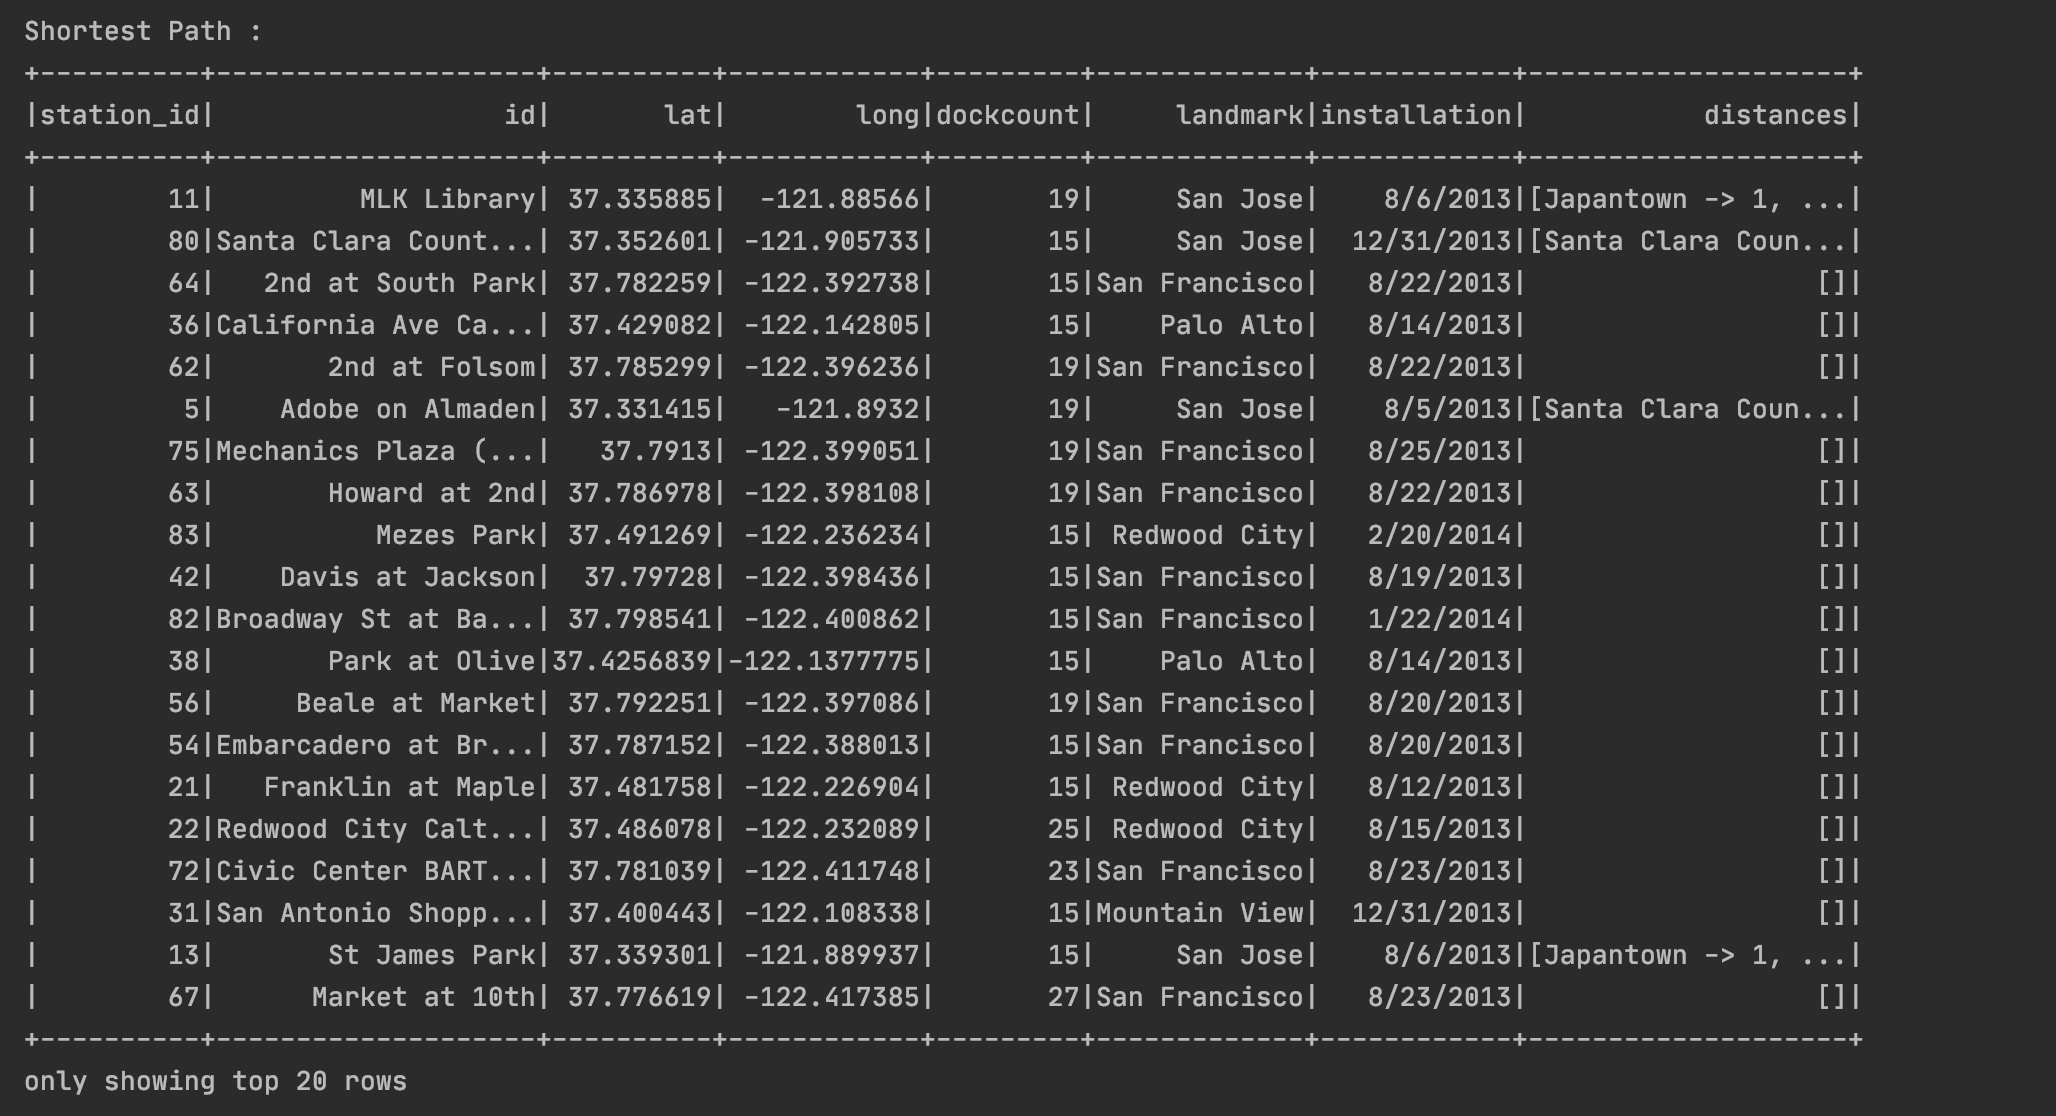 Shortest Path :
+----------+--------------------+----------+------------+---------+-------------+------------+--------------------+
|station_id|                  id|       lat|        long|dockcount|     landmark|installation|           distances|
+----------+--------------------+----------+------------+---------+-------------+------------+--------------------+
|        11|         MLK Library| 37.335885|  -121.88566|       19|     San Jose|    8/6/2013|[Japantown -> 1, ...|
|        80|Santa Clara Count...| 37.352601| -121.905733|       15|     San Jose|  12/31/2013|[Santa Clara Coun...|
|        64|   2nd at South Park| 37.782259| -122.392738|       15|San Francisco|   8/22/2013|                  []|
|        36|California Ave Ca...| 37.429082| -122.142805|       15|    Palo Alto|   8/14/2013|                  []|
|        62|       2nd at Folsom| 37.785299| -122.396236|       19|San Francisco|   8/22/2013|                  []|
|         5|    Adobe on Almaden| 37.331415|   -121.8932|       19|     San Jose|    8/5/2013|[Santa Clara Coun...|
|        75|Mechanics Plaza (...|   37.7913| -122.399051|       19|San Francisco|   8/25/2013|                  []|
|        63|       Howard at 2nd| 37.786978| -122.398108|       19|San Francisco|   8/22/2013|                  []|
|        83|          Mezes Park| 37.491269| -122.236234|       15| Redwood City|   2/20/2014|                  []|
|        42|    Davis at Jackson|  37.79728| -122.398436|       15|San Francisco|   8/19/2013|                  []|
|        82|Broadway St at Ba...| 37.798541| -122.400862|       15|San Francisco|   1/22/2014|                  []|
|        38|       Park at Olive|37.4256839|-122.1377775|       15|    Palo Alto|   8/14/2013|                  []|
|        56|     Beale at Market| 37.792251| -122.397086|       19|San Francisco|   8/20/2013|                  []|
|        54|Embarcadero at Br...| 37.787152| -122.388013|       15|San Francisco|   8/20/2013|                  []|
|        21|   Franklin at Maple| 37.481758| -122.226904|       15| Redwood City|   8/12/2013|                  []|
|        22|Redwood City Calt...| 37.486078| -122.232089|       25| Redwood City|   8/15/2013|                  []|
|        72|Civic Center BART...| 37.781039| -122.411748|       23|San Francisco|   8/23/2013|                  []|
|        31|San Antonio Shopp...| 37.400443| -122.108338|       15|Mountain View|  12/31/2013|                  []|
|        13|       St James Park| 37.339301| -121.889937|       15|     San Jose|    8/6/2013|[Japantown -> 1, ...|
|        67|      Market at 10th| 37.776619| -122.417385|       27|San Francisco|   8/23/2013|                  []|
+----------+--------------------+----------+------------+---------+-------------+------------+--------------------+
only showing top 20 rows